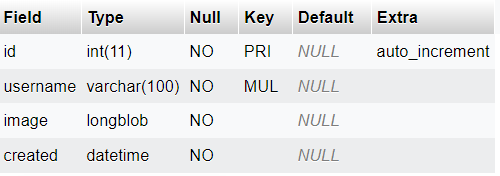 Field Type Null Key Default Extra
id int(11) NO PRI NULL auto_increment
username varchar(100) NO MUL NULL
image longblob NO NULL
created datetime NO NULL